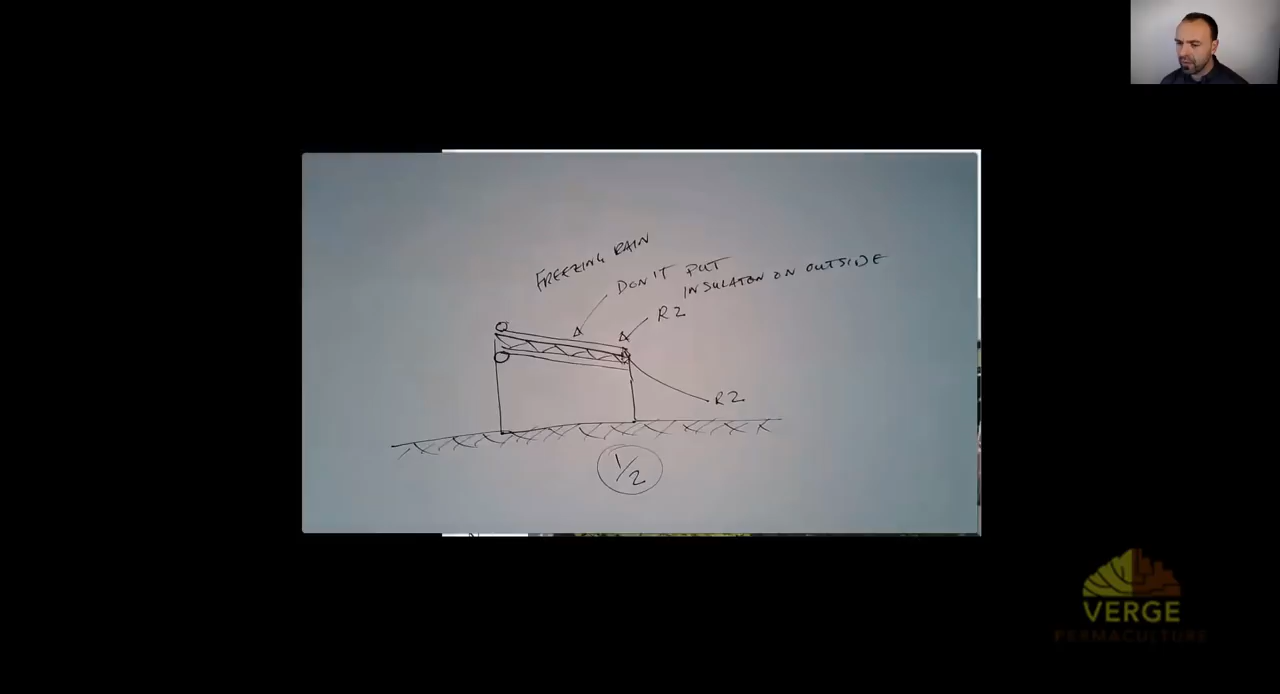 FREEZING RAIN
DON'T PUT
INSULATON ON OUTSIDE
R2
R2
1/2
VERGE
PERMACULTURE